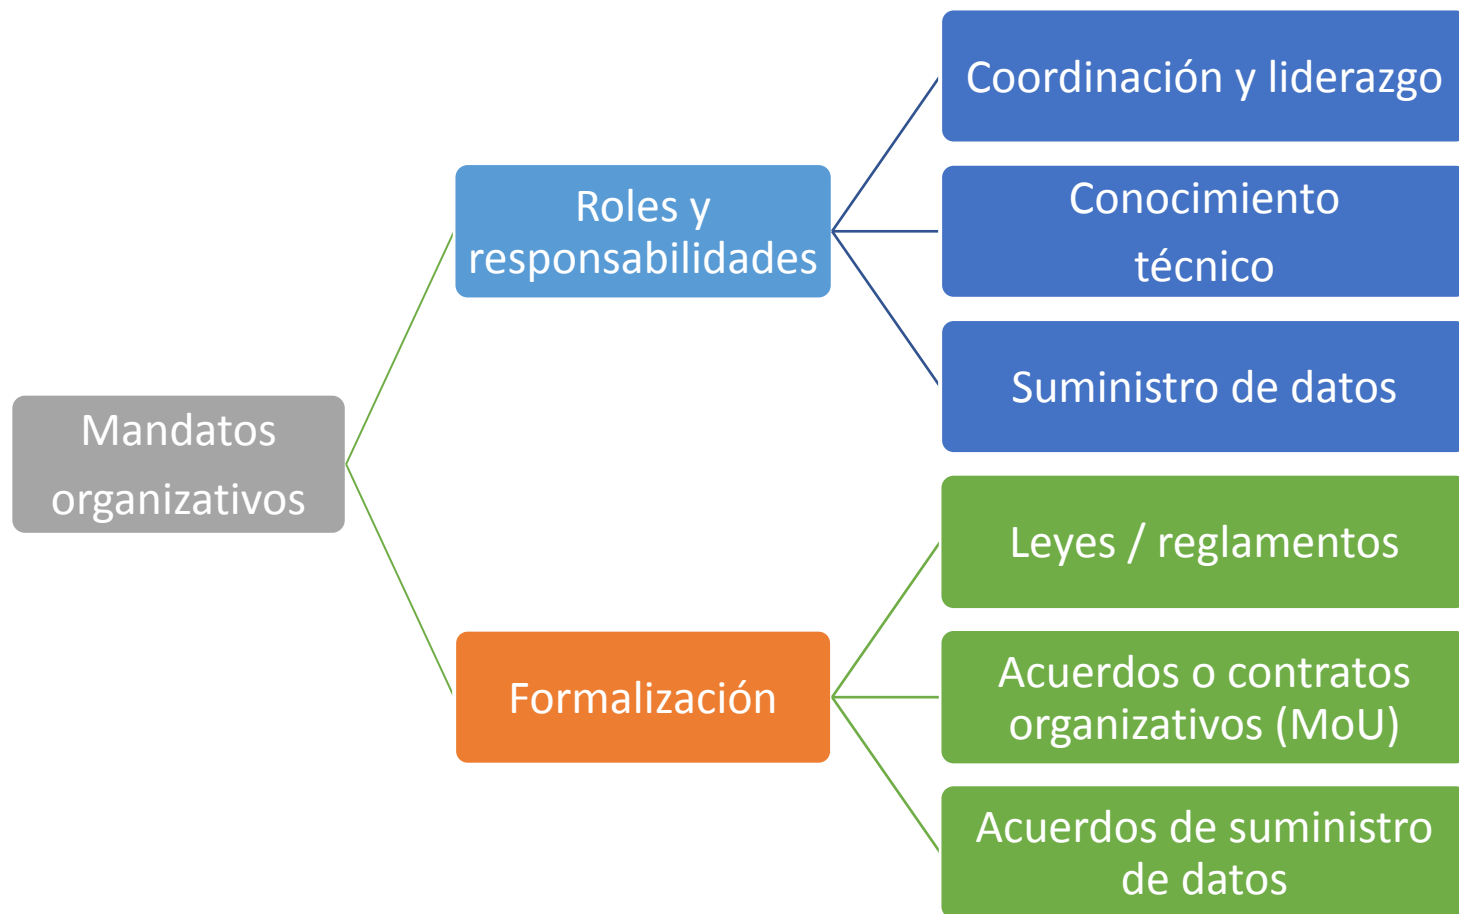 Mandatos
organizativos
Roles y
responsabilidades
Coordinación y liderazgo
Conocimiento
técnico
Suministro de datos
Formalización
Leyes / reglamentos
Acuerdos o contratos
organizativos (MoU)
Acuerdos de suministro
de datos